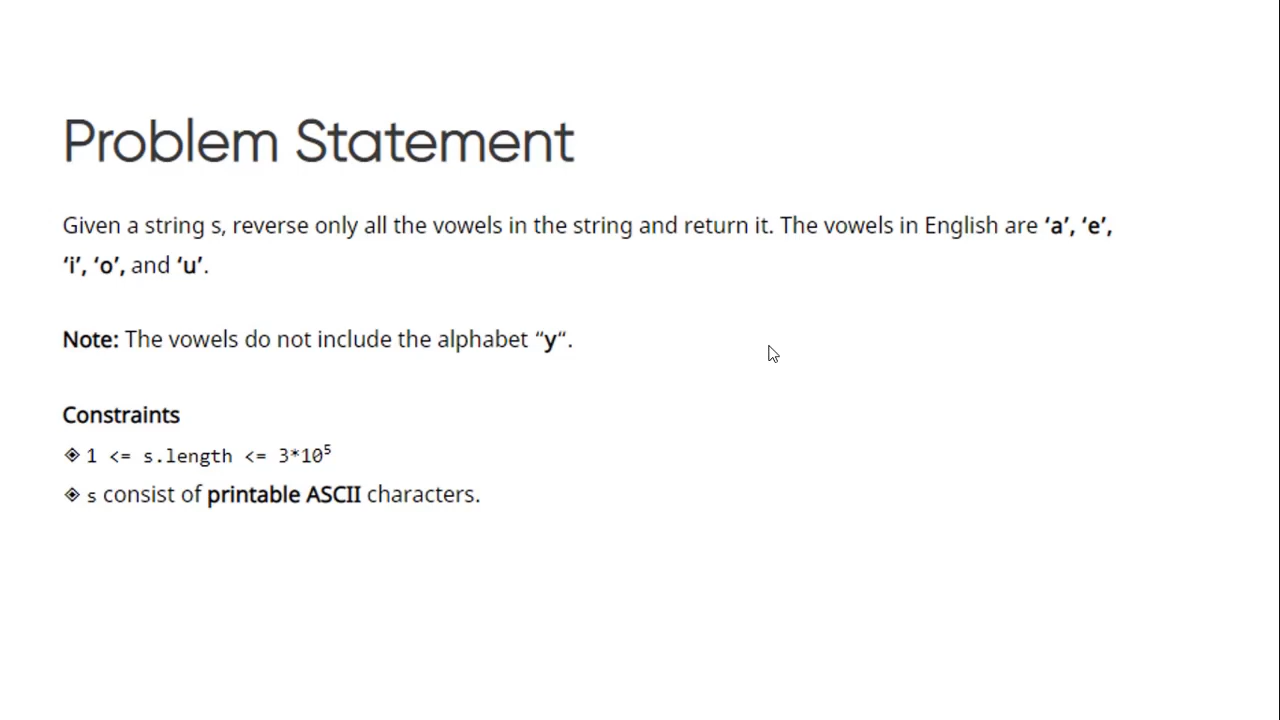 Problem Statement
Given a string s, reverse only all the vowels in the string and return it. The vowels in English are ‘a’, ‘e’,
‘i’, ‘o’, and ‘u’.
Note: The vowels do not include the alphabet “y“.
Constraints
◈ 1 <= s.length <= 3*10⁵
◈ s consist of printable ASCII characters.